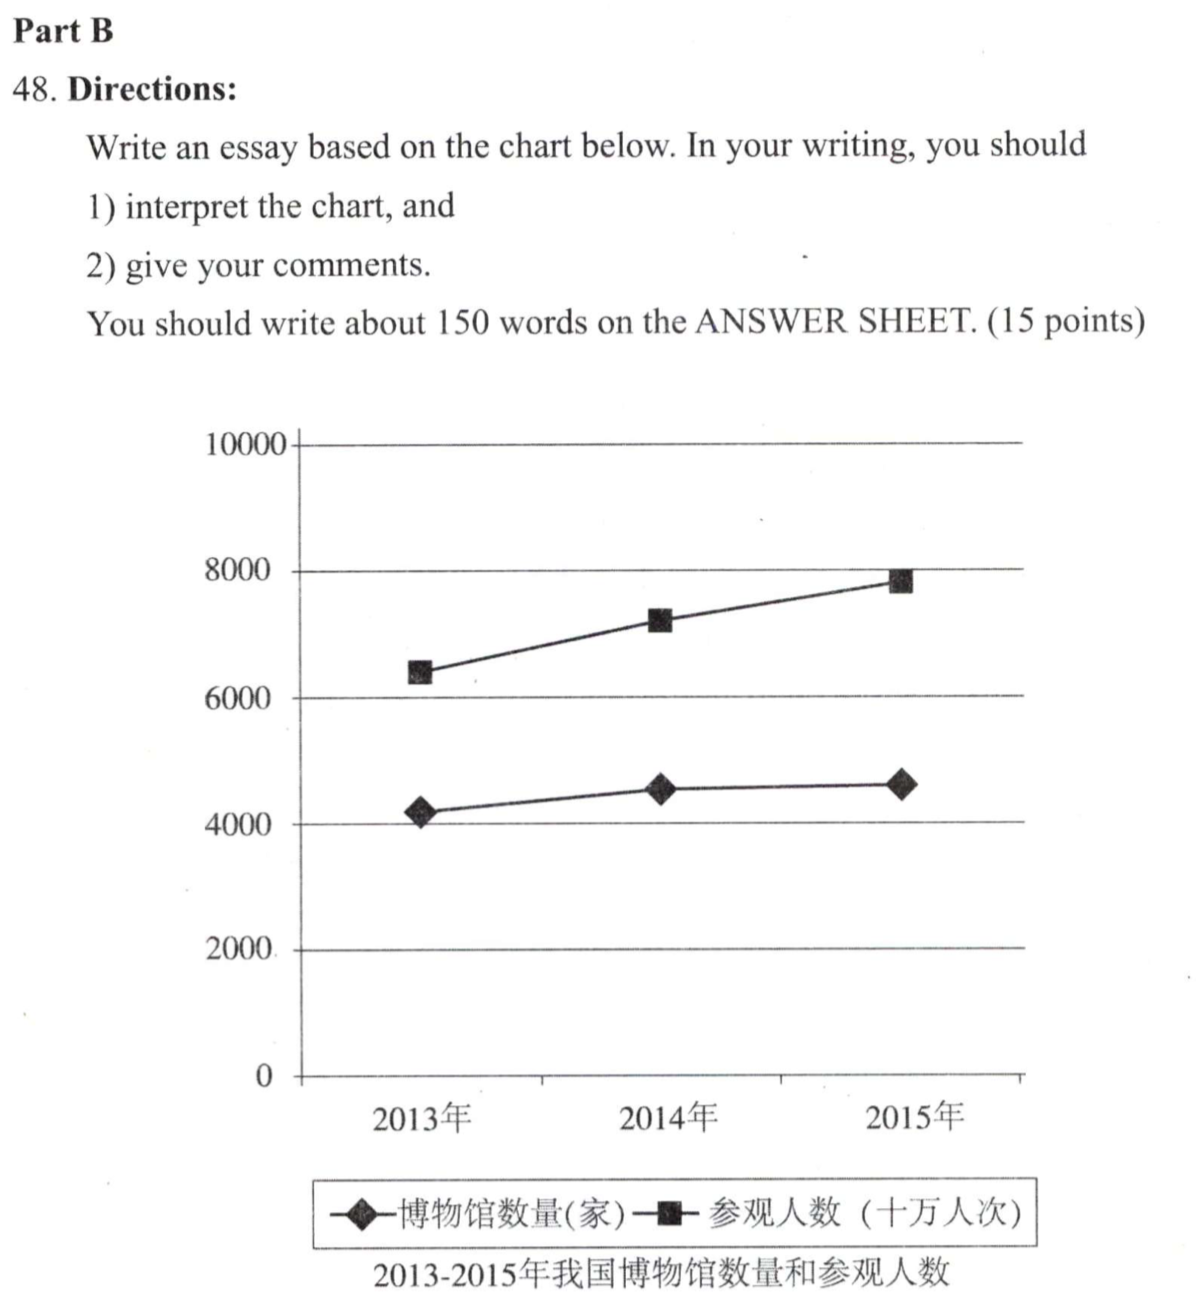 Part B
48. Directions:
Write an essay based on the chart below. In your writing, you should
1) interpret the chart, and
2) give your comments.
You should write about 150 words on the ANSWER SHEET. (15 points)
10000
8000
6000
4000
2000
0
2013年 2014年 2015年
博物馆数量(家) 参观人数（十万人次）
2013-2015年我国博物馆数量和参观人数